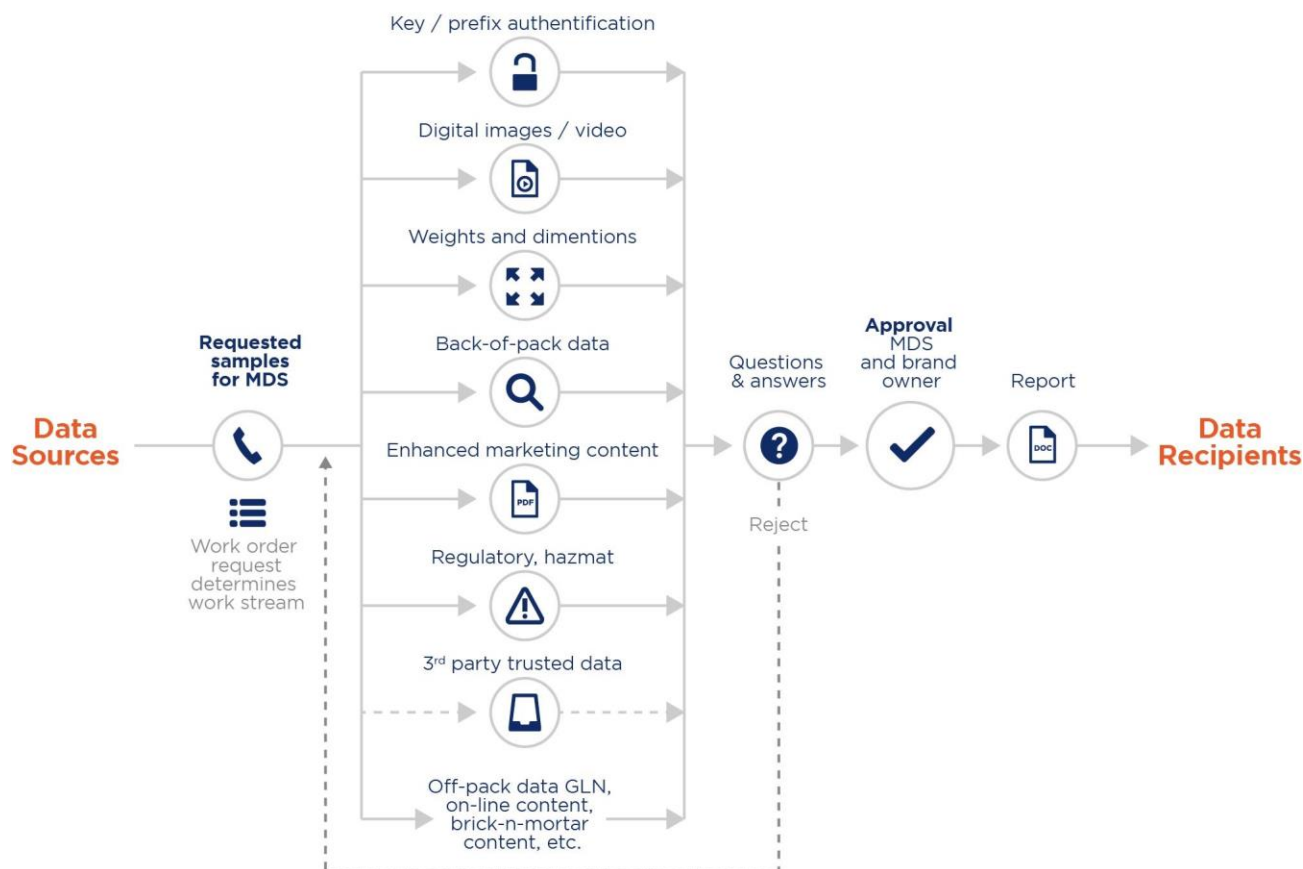 Key / prefix authentification
Digital images / video
Weights and dimentions
Back-of-pack data
Enhanced marketing content
PDF
Regulatory, hazmat
3rd party trusted data
Off-pack data GLN,
on-line content,
brick-n-mortar
content, etc.
Data
Sources
Requested
samples
for MDS
Work order
request
determines
work stream
Questions
& answers
Reject
Approval
MDS
and brand
owner
Report
DOC
Data
Recipients